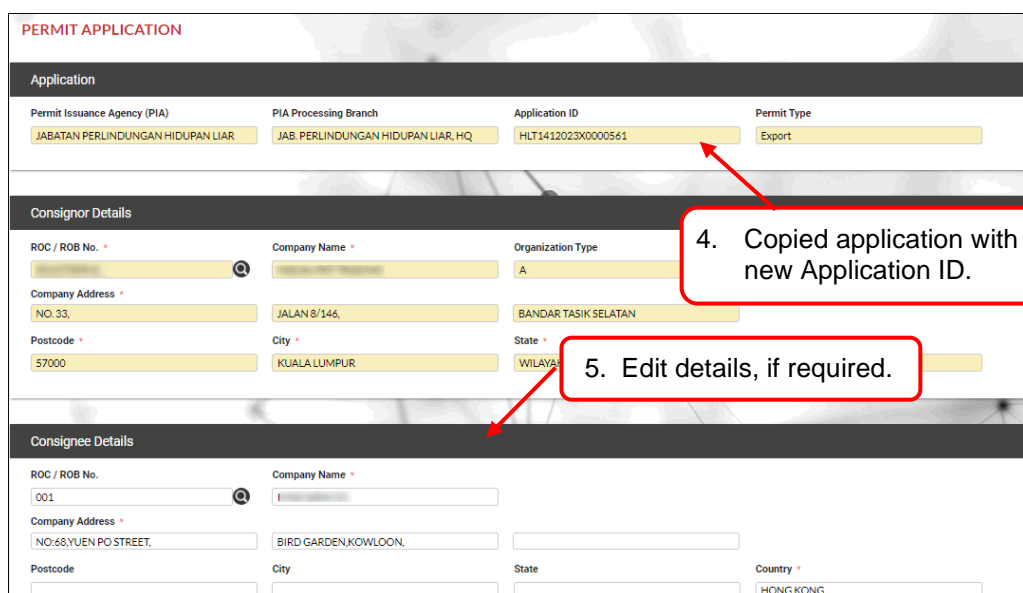 PERMIT APPLICATION
Application
Permit Issuance Agency (PIA) PIA Processing Branch Application ID Permit Type
JABATAN PERLINDUNGAN HIDUPAN LIAR JAB. PERLINDUNGAN HIDUPAN LIAR, HQ HLT1412023X0000561 Export
Consignor Details
4. Copied application with
new Application ID.
ROC / ROB No. * Company Name * Organization Type
A
Company Address *
NO. 33, JALAN 8/146, BANDAR TASIK SELATAN
Postcode * City * State *
57000 KUALA LUMPUR
5. Edit details, if required.
Consignee Details
ROC / ROB No. Company Name *
001
Company Address *
NO:68,YUEN PO STREET, BIRD GARDEN,KOWLOON,
Postcode City State Country *
HONG KONG